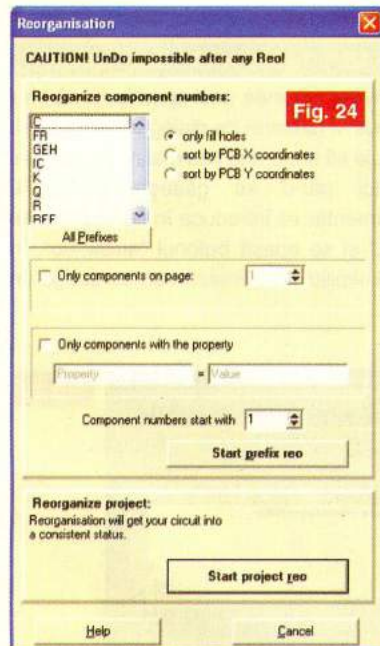 Reorganisation
CAUTION! UnDo impossible after any Reo!
Reorganize component numbers:
Fig. 24
C
FR
GEH
IC
K
Q
R
REF
only fill holes
sort by PCB X coordinates
sort by PCB Y coordinates
All Prefixes
Only components on page: 1
Only components with the property
Property = Value
Component numbers start with 1
Start prefix reo
Reorganize project:
Reorganisation will get your circuit into
a consistent status.
Start project reo
Help Cancel